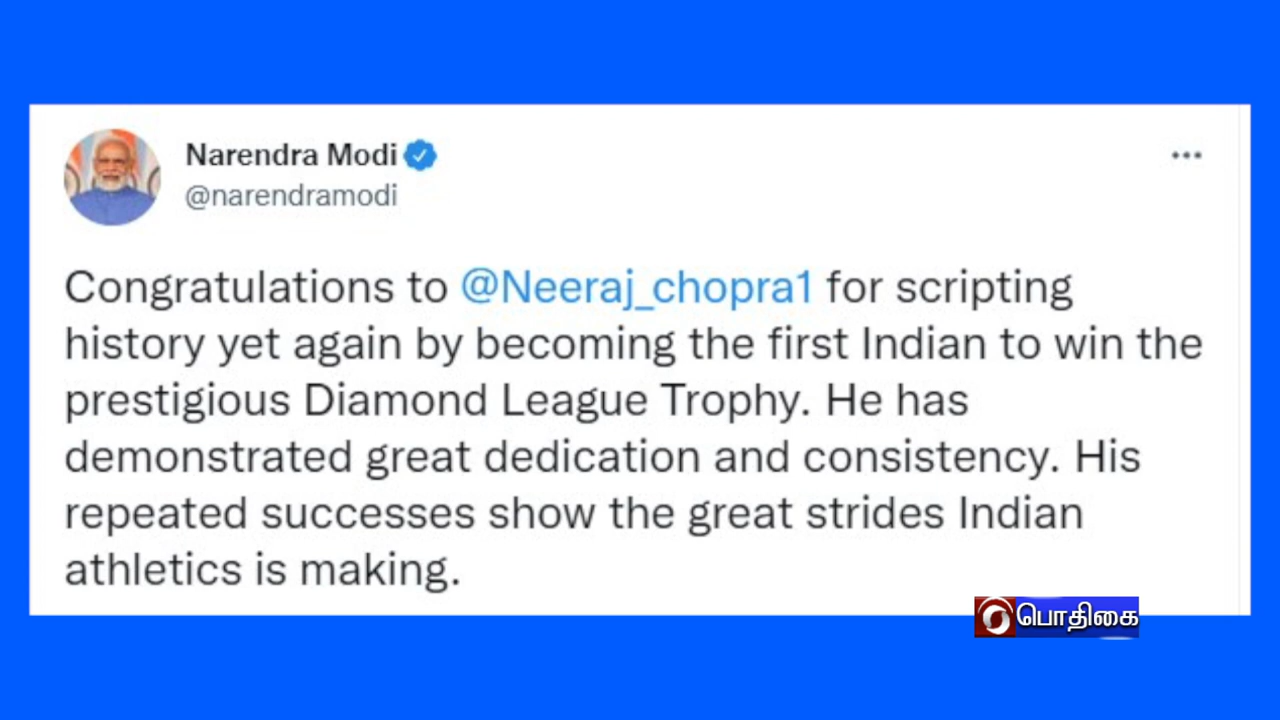 Narendra Modi
@narendramodi
Congratulations to @Neeraj_chopra1 for scripting
history yet again by becoming the first Indian to win the
prestigious Diamond League Trophy. He has
demonstrated great dedication and consistency. His
repeated successes show the great strides Indian
athletics is making.
பொதிகை